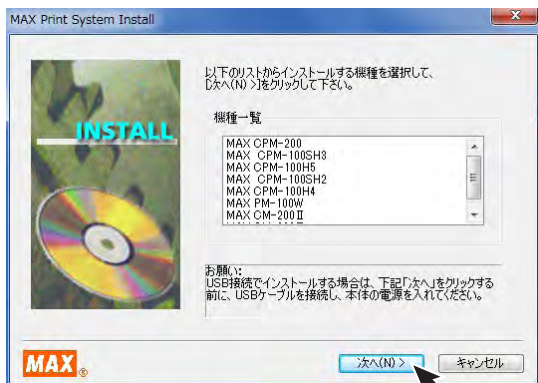 MAX Print System Install
以下のリストからインストールする機種を選択して、
[次へ(N) >]をクリックして下さい。
INSTALL
機種一覧
MAX CPM-200
MAX CPM-100SH3
MAX CPM-100H5
MAX CPM-100SH2
MAX CPM-100H4
MAX PM-100W
MAX CM-200Ⅱ
お願い:
USB接続でインストールする場合は、下記「次へ」をクリックする
前に、USBケーブルを接続し、本体の電源を入れてください。
MAX®
次へ(N) >
キャンセル